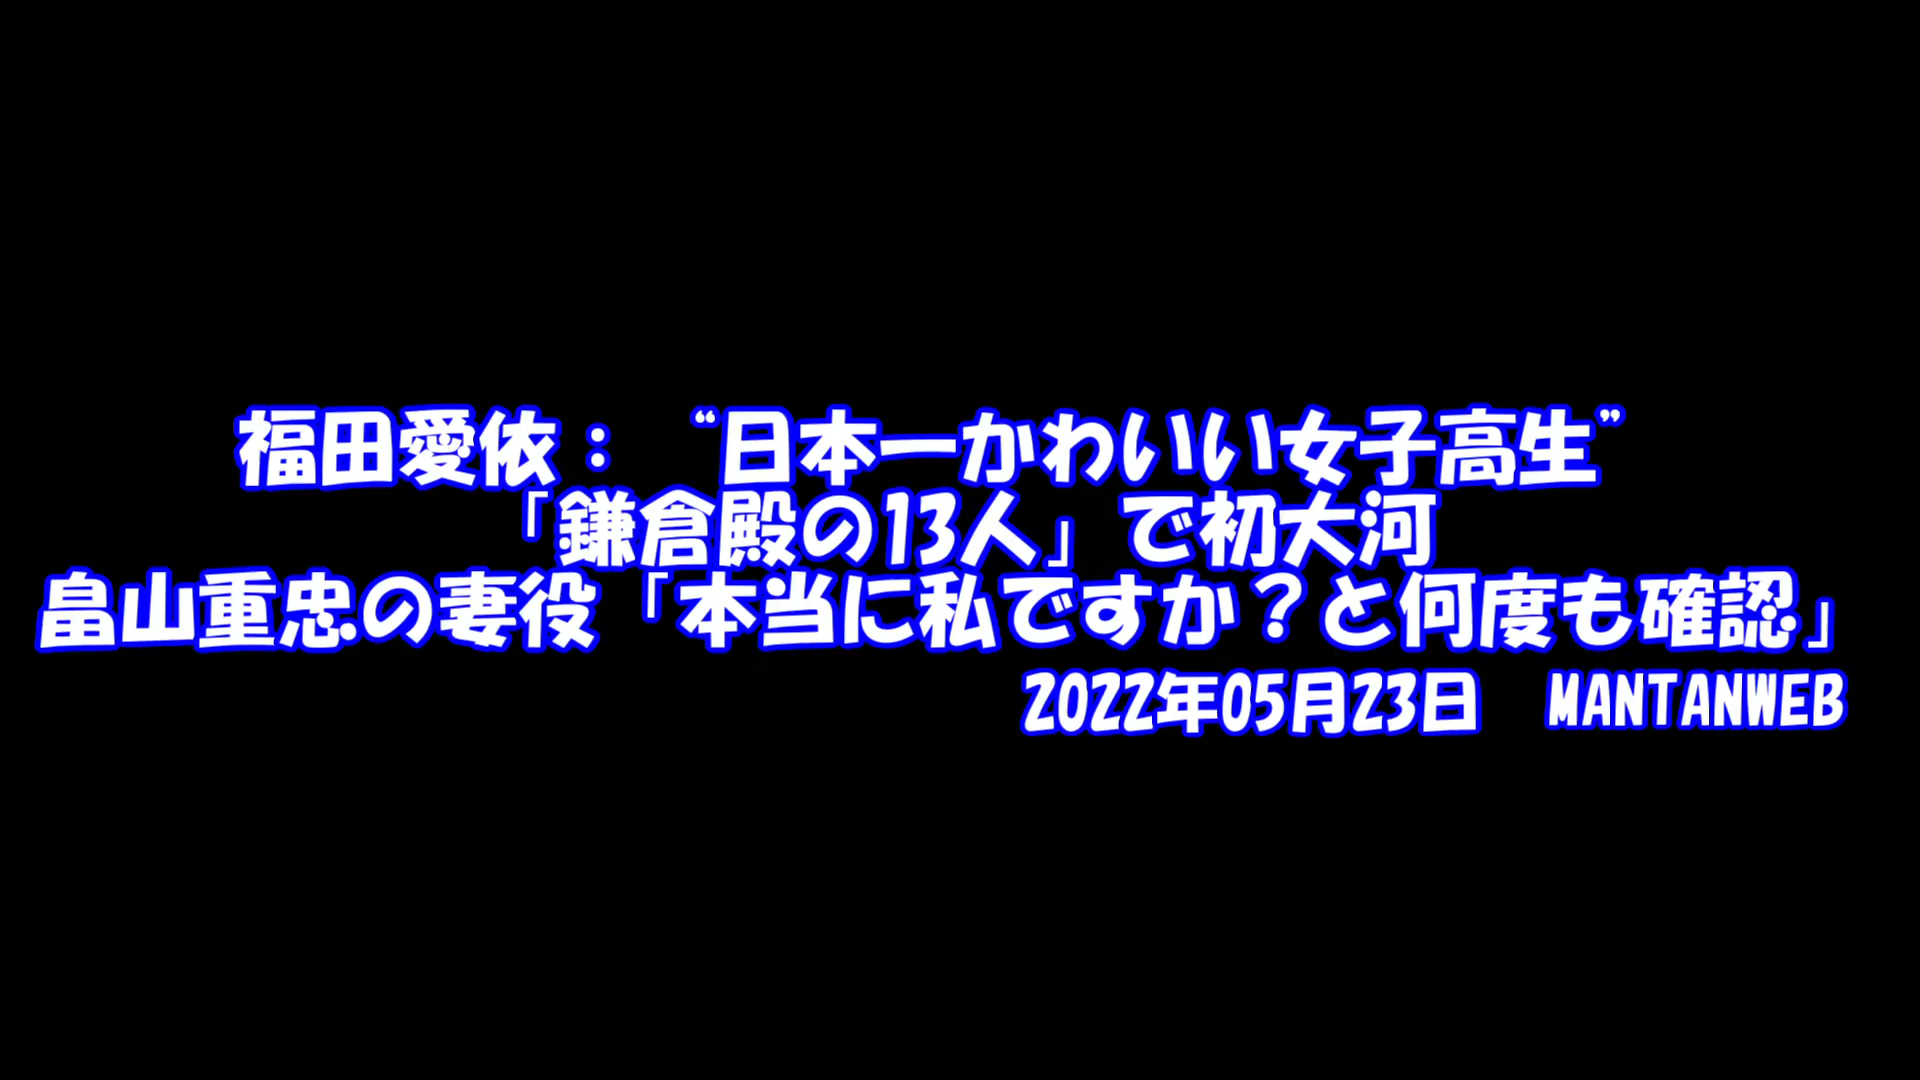 福田愛依：“日本一かわいい女子高生”
「鎌倉殿の13人」で初大河
畠山重忠の妻役「本当に私ですか？と何度も確認」
2022年05月23日　MANTANWEB